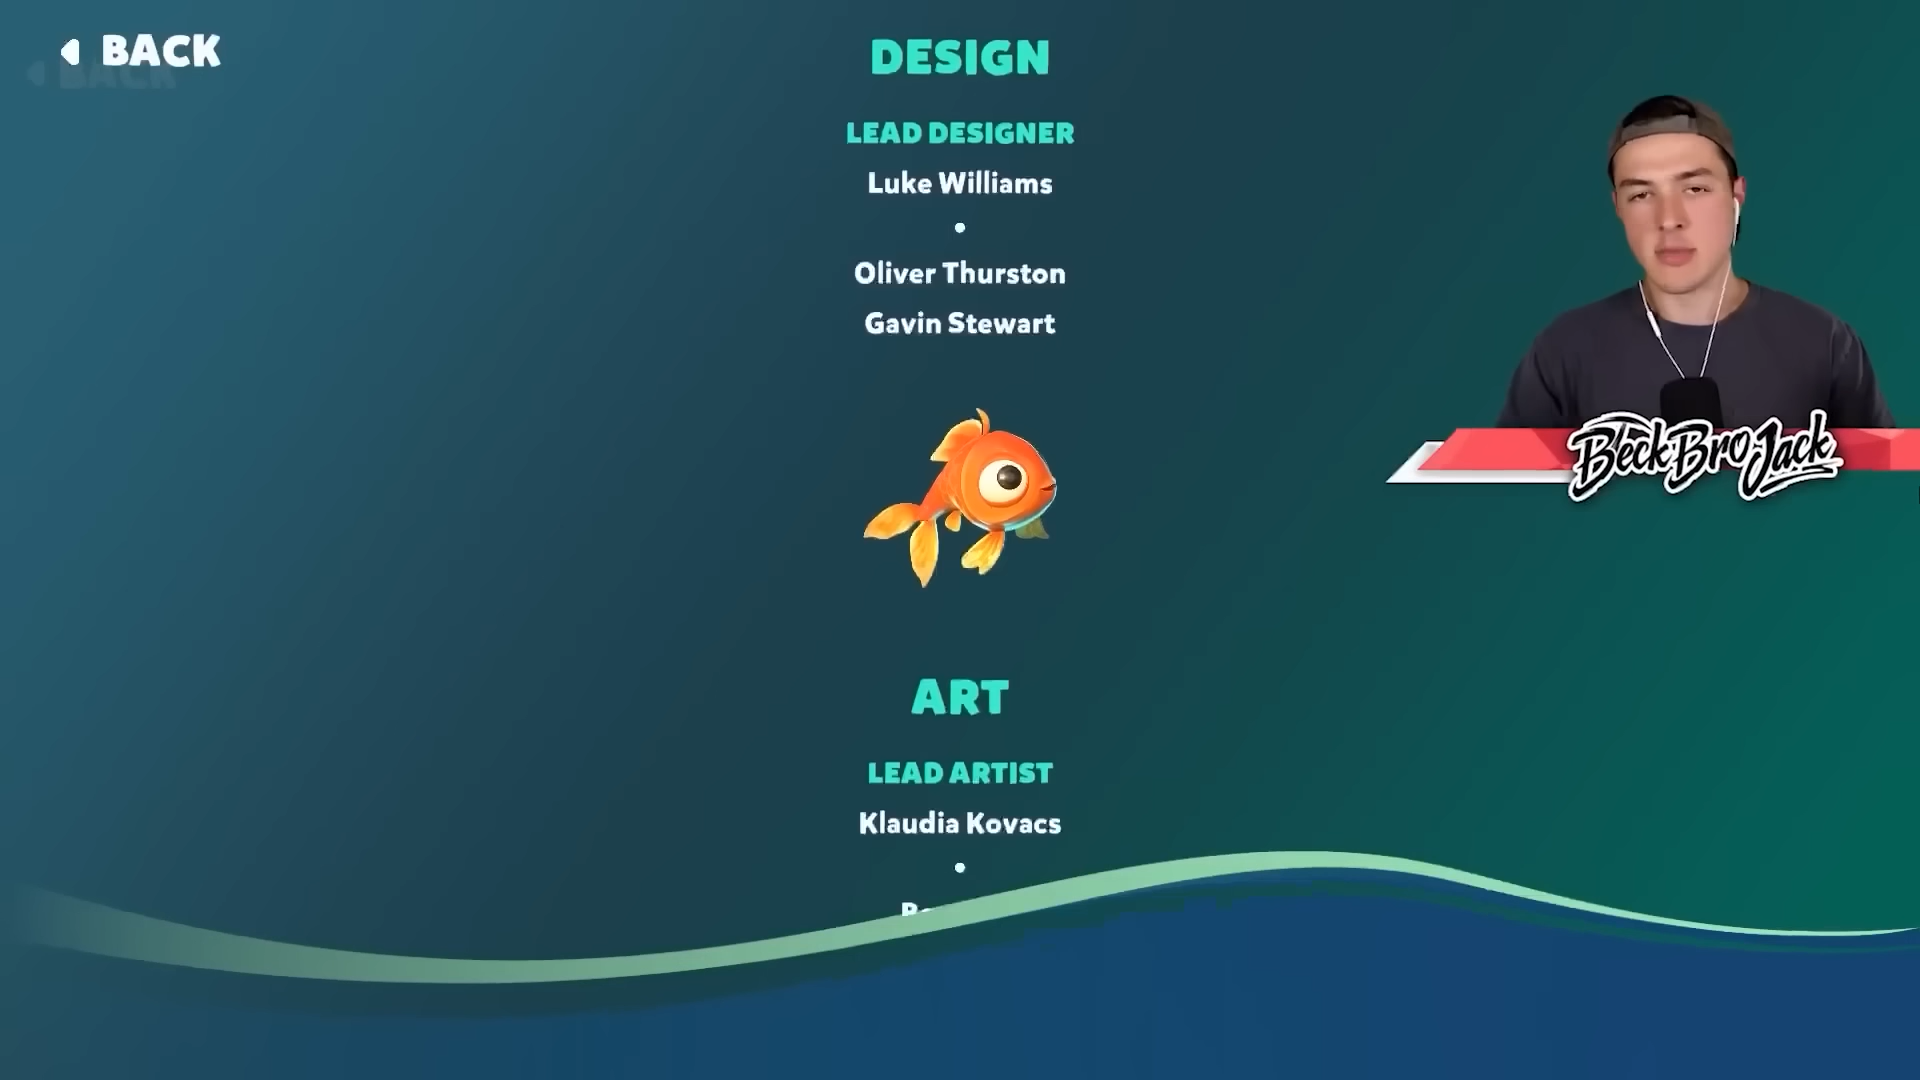 BACK
DESIGN
LEAD DESIGNER
Luke Williams
Oliver Thurston
Gavin Stewart
BeckBroJack
ART
LEAD ARTIST
Klaudia Kovacs